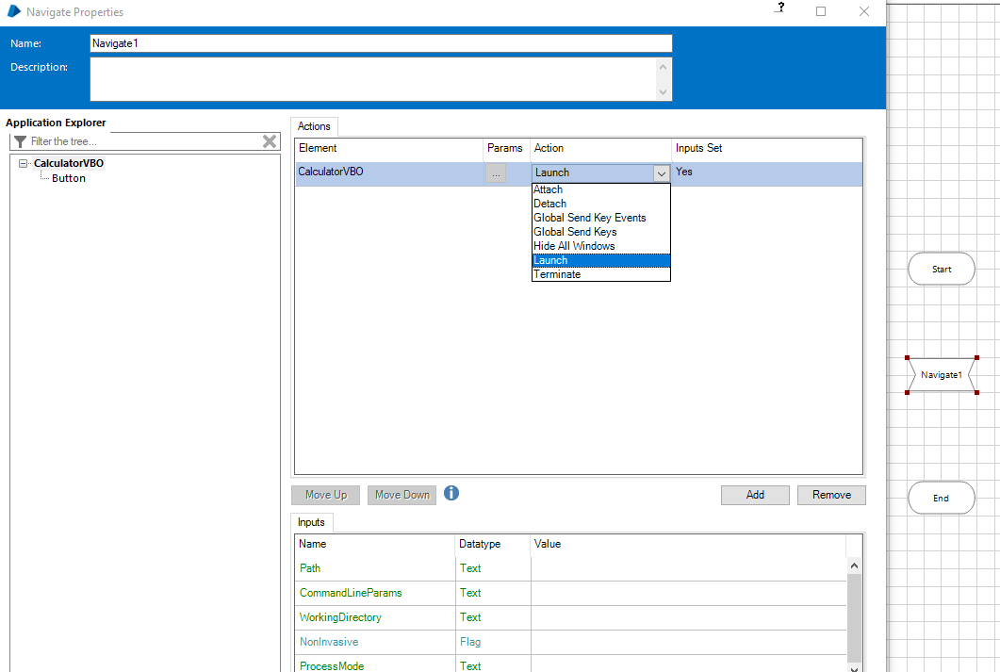 Navigate Properties
?
Name:
Navigate1
Description:
Application Explorer
Filter the tree...
CalculatorVBO
Button
Actions
Element Params Action Inputs Set
CalculatorVBO ... Launch Yes
Attach
Detach
Global Send Key Events
Global Send Keys
Hide All Windows
Launch
Terminate
Move Up Move Down i Add Remove
Inputs
Name Datatype Value
Path Text
CommandLineParams Text
WorkingDirectory Text
NonInvasive Flag
ProcessMode Text
Start
Navigate1
End